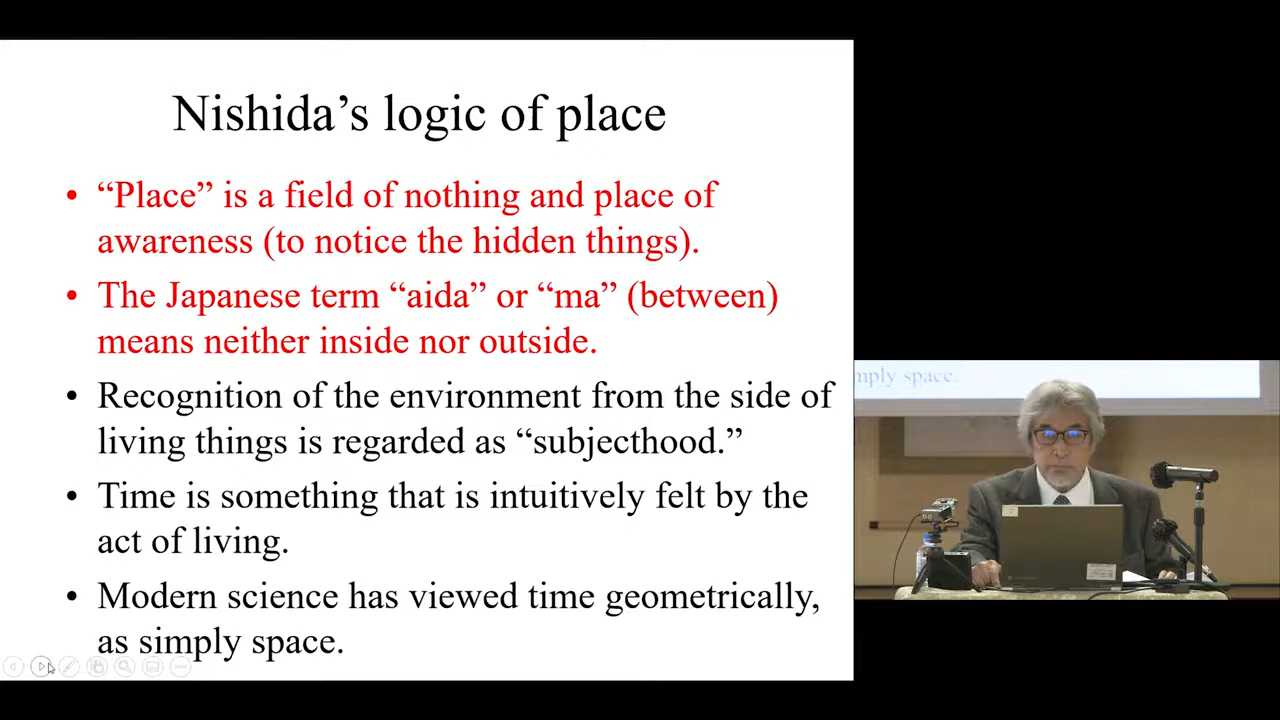 Nishida’s logic of place
• “Place” is a field of nothing and place of
awareness (to notice the hidden things).
• The Japanese term “aida” or “ma” (between)
means neither inside nor outside.
• Recognition of the environment from the side of
living things is regarded as “subjecthood.”
• Time is something that is intuitively felt by the
act of living.
• Modern science has viewed time geometrically,
as simply space.
mply space.